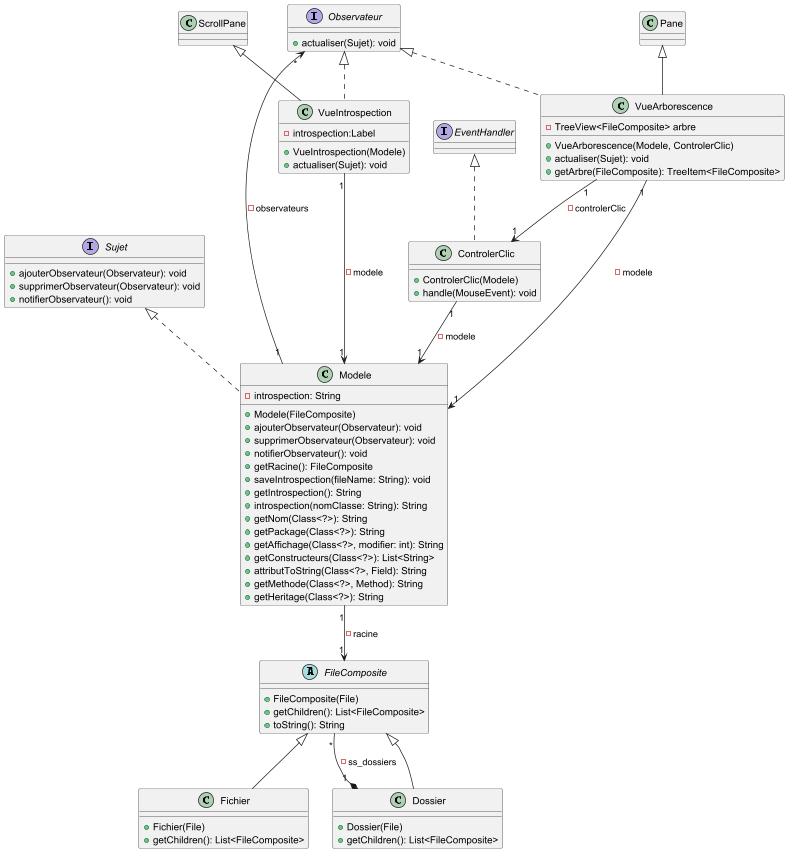 C ScrollPane
I Observateur
actualiser(Sujet): void
C Pane
C VueIntrospection
introspection:Label
VueIntrospection(Modele)
actualiser(Sujet): void
I EventHandler
C VueArborescence
TreeView<FileComposite> arbre
VueArborescence(Modele, ControlerClic)
actualiser(Sujet): void
getArbre(FileComposite): TreeItem<FileComposite>
*
1
1
1
observateurs
controlerClic
1
I Sujet
ajouterObservateur(Observateur): void
supprimerObservateur(Observateur): void
notifierObservateur(): void
C ControlerClic
ControlerClic(Modele)
handle(MouseEvent): void
modele
modele
1
modele
1
1
1
1
C Modele
introspection: String
Modele(FileComposite)
ajouterObservateur(Observateur): void
supprimerObservateur(Observateur): void
notifierObservateur(): void
getRacine(): FileComposite
saveIntrospection(fileName: String): void
getIntrospection(): String
introspection(nomClasse: String): String
getNom(Class<?>): String
getPackage(Class<?>): String
getAffichage(Class<?>, modifier: int): String
getConstructeurs(Class<?>): List<String>
attributToString(Class<?>, Field): String
getMethode(Class<?>, Method): String
getHeritage(Class<?>): String
1
racine
1
A FileComposite
FileComposite(File)
getChildren(): List<FileComposite>
toString(): String
*
ss_dossiers
1
C Fichier
Fichier(File)
getChildren(): List<FileComposite>
C Dossier
Dossier(File)
getChildren(): List<FileComposite>